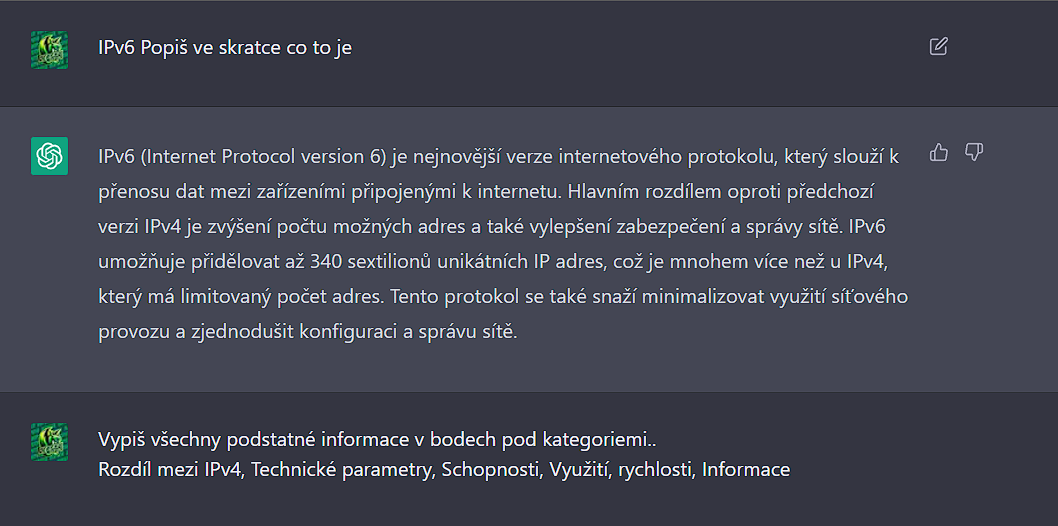 IPv6 Popiš ve skratce co to je
IPv6 (Internet Protocol version 6) je nejnovější verze internetového protokolu, který slouží k
přenosu dat mezi zařízeními připojenými k internetu. Hlavním rozdílem oproti předchozí
verzi IPv4 je zvýšení počtu možných adres a také vylepšení zabezpečení a správy sítě. IPv6
umožňuje přidělovat až 340 sextilionů unikátních IP adres, což je mnohem více než u IPv4,
který má limitovaný počet adres. Tento protokol se také snaží minimalizovat využití síťového
provozu a zjednodušit konfiguraci a správu sítě.
Vypiš všechny podstatné informace v bodech pod kategoriemi..
Rozdíl mezi IPv4, Technické parametry, Schopnosti, Využití, rychlosti, Informace